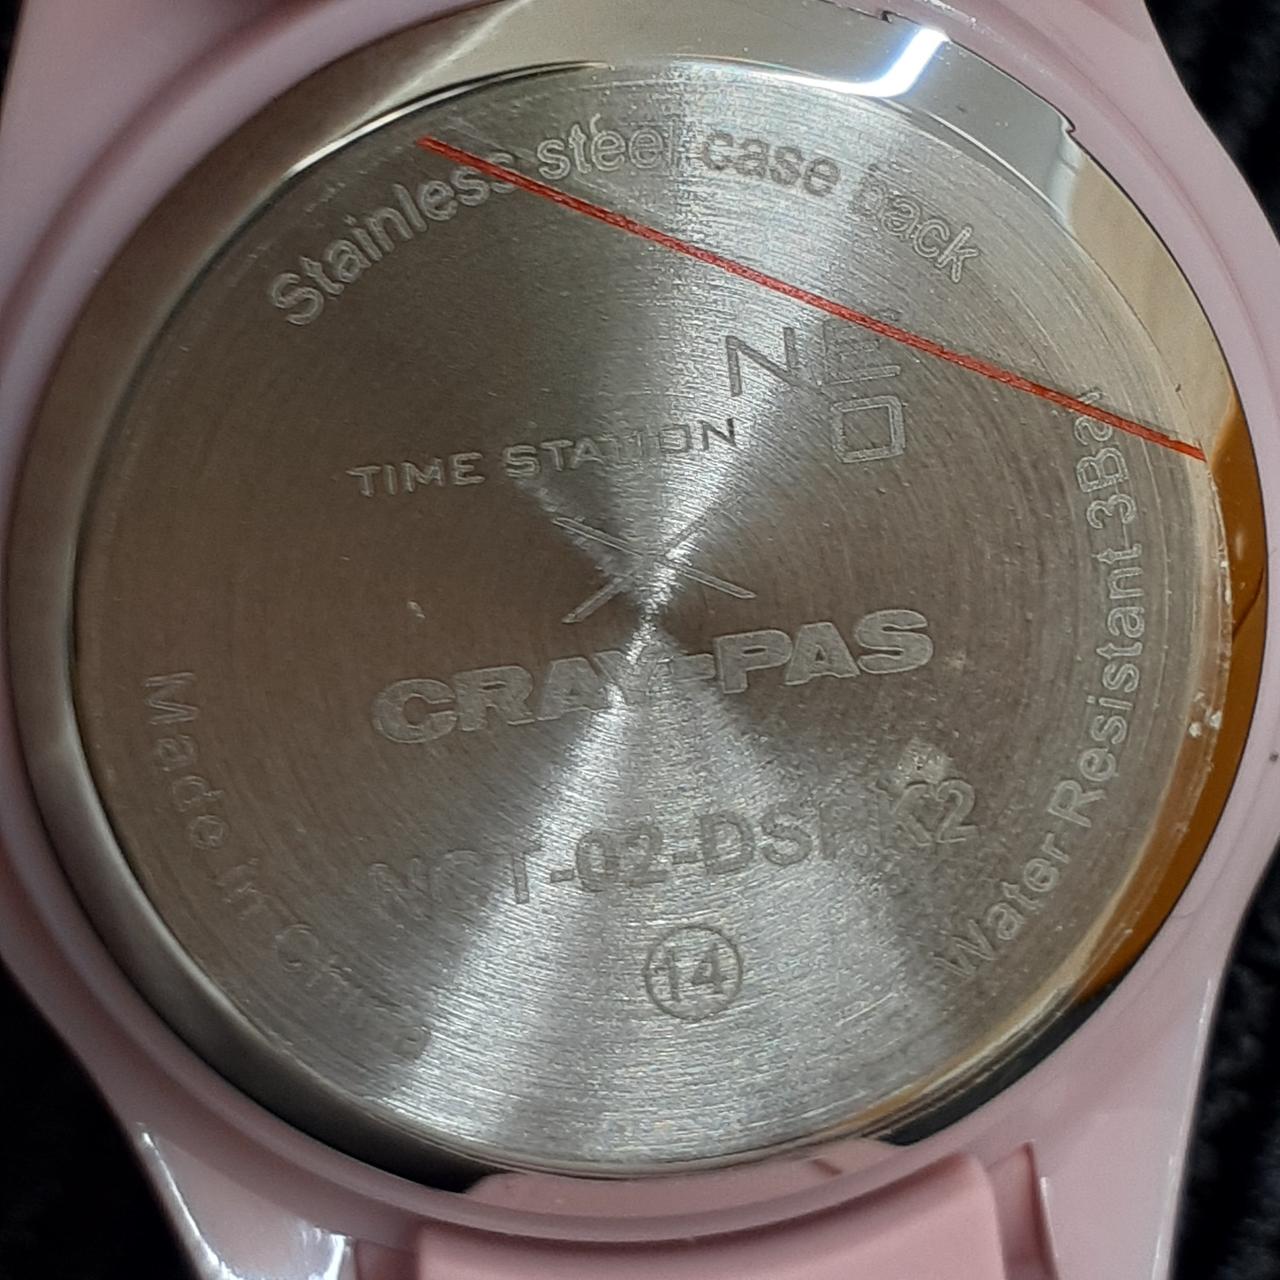 Stainless steel case back
TIME STATION NEO
X
CRAY-PAS
14
Water Resistant 3Bar
Made in China